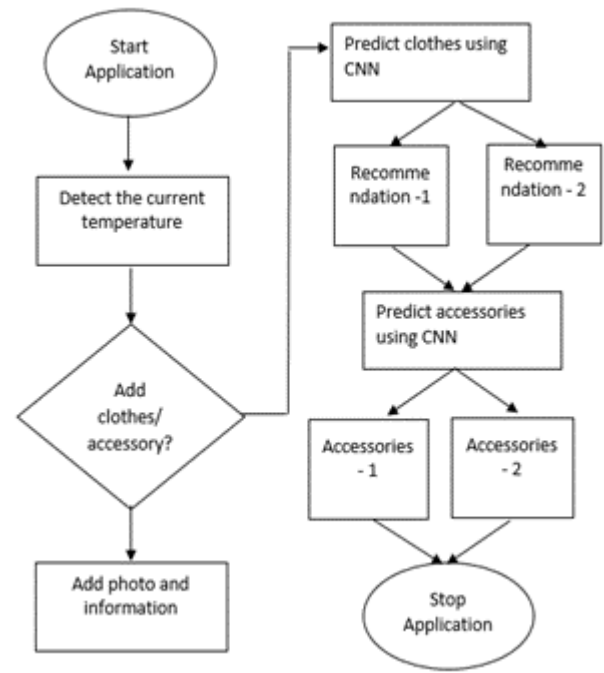 Start
Application
Detect the current
temperature
Add
clothes/
accessory?
Add photo and
information
Predict clothes using
CNN
Recomme
ndation -1
Recomme
ndation - 2
Predict accessories
using CNN
Accessories
- 1
Accessories
- 2
Stop
Application